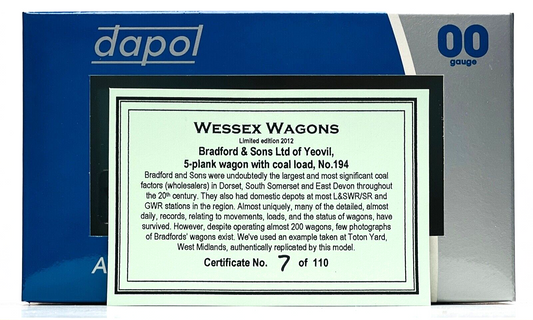 dapol
00
gauge
WESSEX WAGONS
Limited edition 2012
Bradford & Sons Ltd of Yeovil,
5-plank wagon with coal load, No.194
Bradford and Sons were undoubtedly the largest and most significant coal
factors (wholesalers) in Dorset, South Somerset and East Devon throughout
the 20th century. They also had domestic depots at most L&SWR/SR and
GWR stations in the region. Almost uniquely, many of the detailed, almost
daily, records, relating to movements, loads, and the status of wagons, have
survived. However, despite operating almost 200 wagons, few photographs
of Bradfords' wagons exist. We've used an example taken at Toton Yard,
West Midlands, authentically replicated by this model.
Certificate No. 7 of 110
A